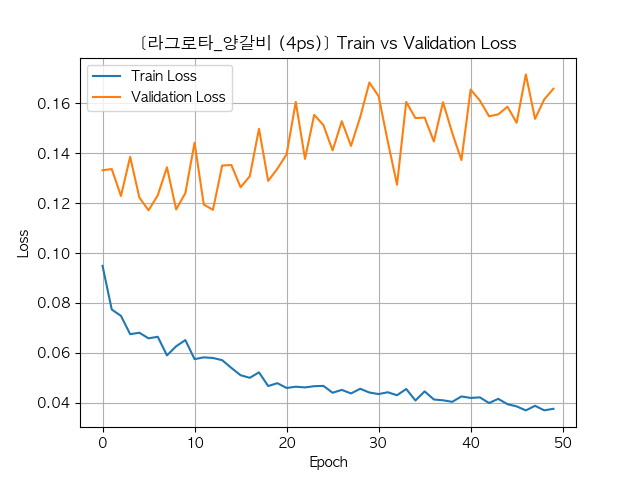 [라그로타_양갈비 (4ps)] Train vs Validation Loss
Train Loss
Validation Loss
Loss
0.16
0.14
0.12
0.10
0.08
0.06
0.04
0 10 20 30 40 50
Epoch